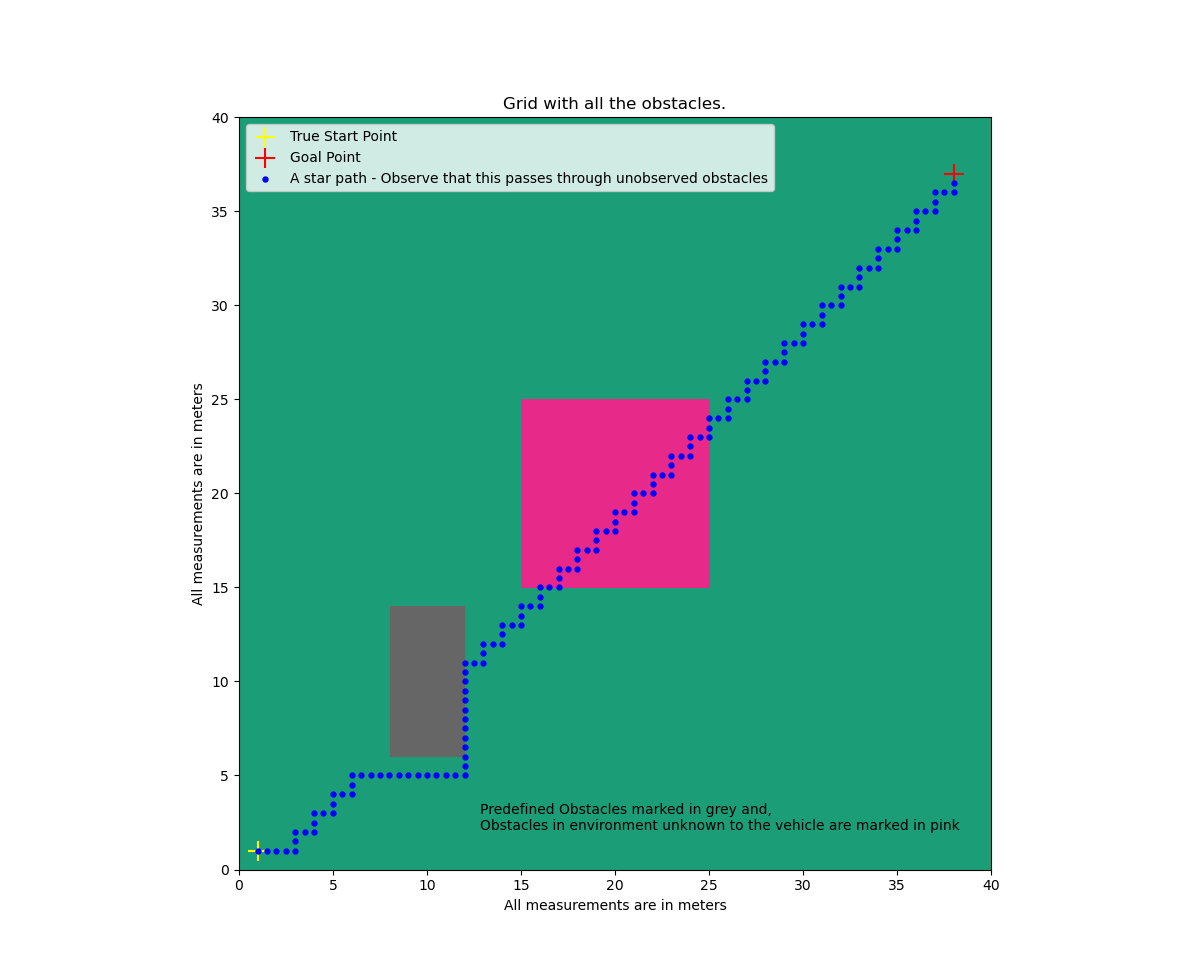 Grid with all the obstacles.
40
True Start Point
Goal Point
A star path - Observe that this passes through unobserved obstacles
35
30
25
20
15
10
5
0
All measurements are in meters
Predefined Obstacles marked in grey and,
Obstacles in environment unknown to the vehicle are marked in pink
0 5 10 15 20 25 30 35 40
All measurements are in meters